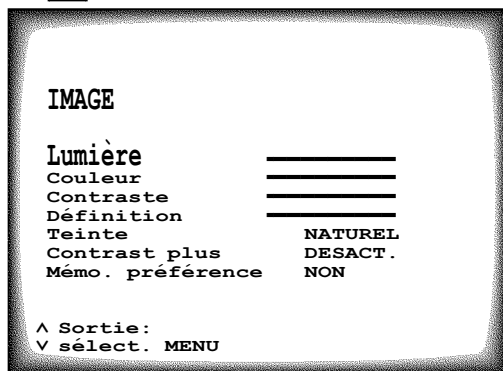 IMAGE
Lumière
Couleur
Contraste
Définition
Teinte NATUREL
Contrast plus DESACT.
Mémo. préférence NON
∧ Sortie:
∨ sélect. MENU